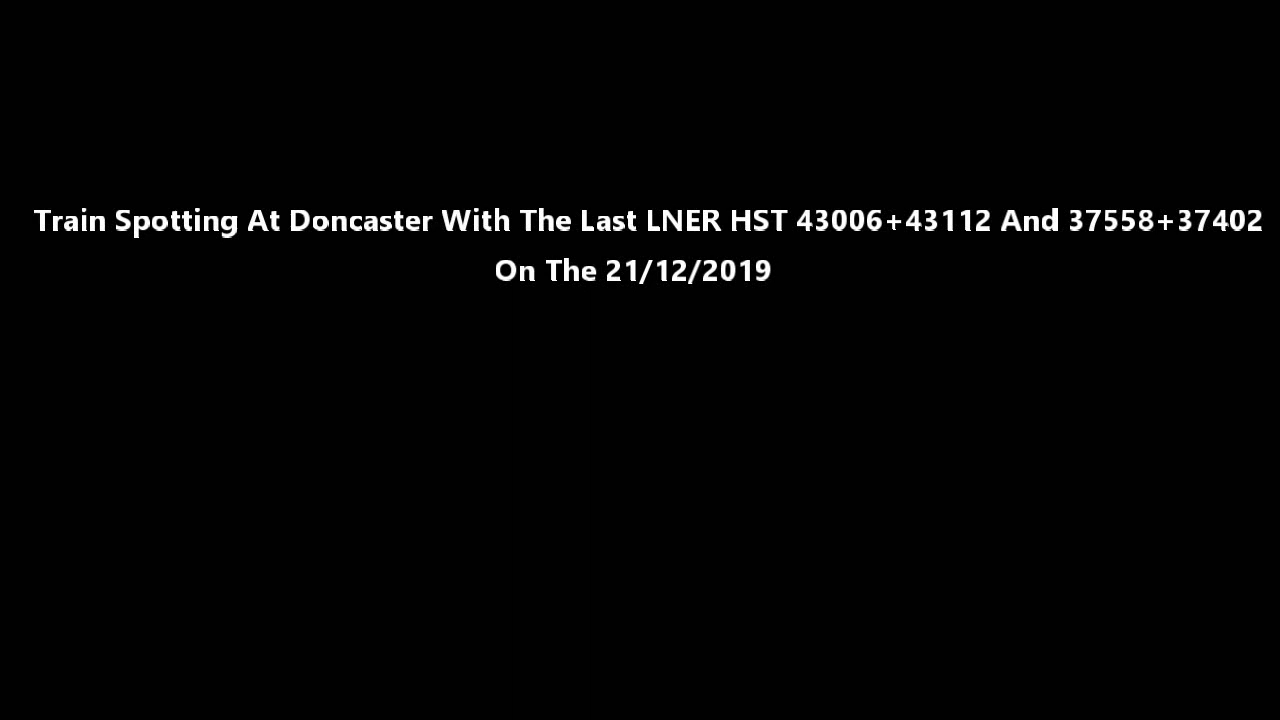 Train Spotting At Doncaster With The Last LNER HST 43006+43112 And 37558+37402
On The 21/12/2019